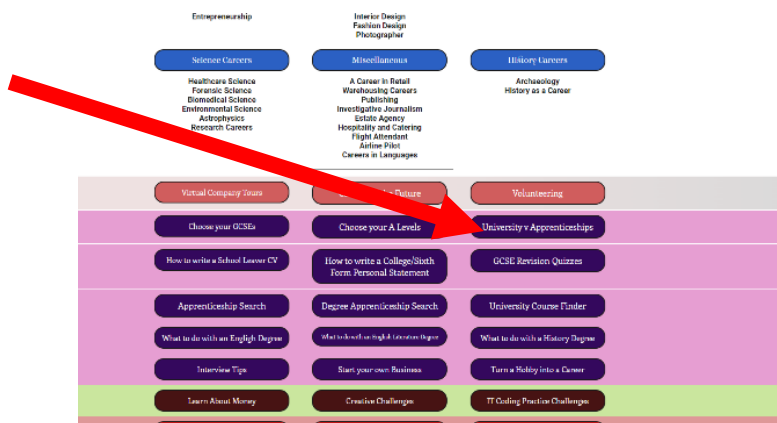 Entrepreneurship
Interior Design
Fashion Design
Photographer
Science Careers
Miscellaneous
History Careers
Healthcare Science
Forensic Science
Biomedical Science
Environmental Science
Astrophysics
Research Careers
A Career in Retail
Warehousing Careers
Publishing
Investigative Journalism
Estate Agency
Hospitality and Catering
Flight Attendant
Airline Pilot
Careers in Languages
Archaeology
History as a Career
Virtual Company Tours
Future
Volunteering
Choose your GCSEs
Choose your A Levels
University v Apprenticeships
How to write a School Leaver CV
How to write a College/Sixth
Form Personal Statement
GCSE Revision Quizzes
Apprenticeship Search
Degree Apprenticeship Search
University Course Finder
What to do with an Engligh Degree
What to do with an English Literature Degree
What to do with a History Degree
Interview Tips
Start your own Business
Turn a Hobby into a Career
Learn About Money
Creative Challenges
IT Coding Practice Challenges